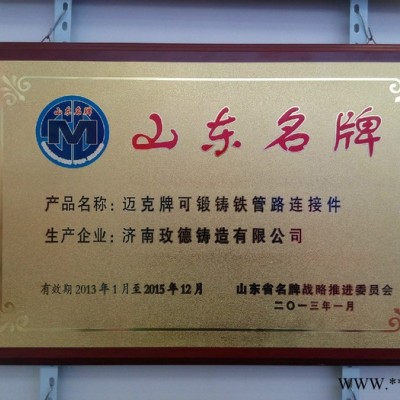 山东名牌
山东名牌
产品名称：迈克牌可锻铸铁管路连接件
生产企业：济南玫德铸造有限公司
有效期2013年1月至2015年12月
山东省名牌战略推进委员会
二〇一三年一月
www.*